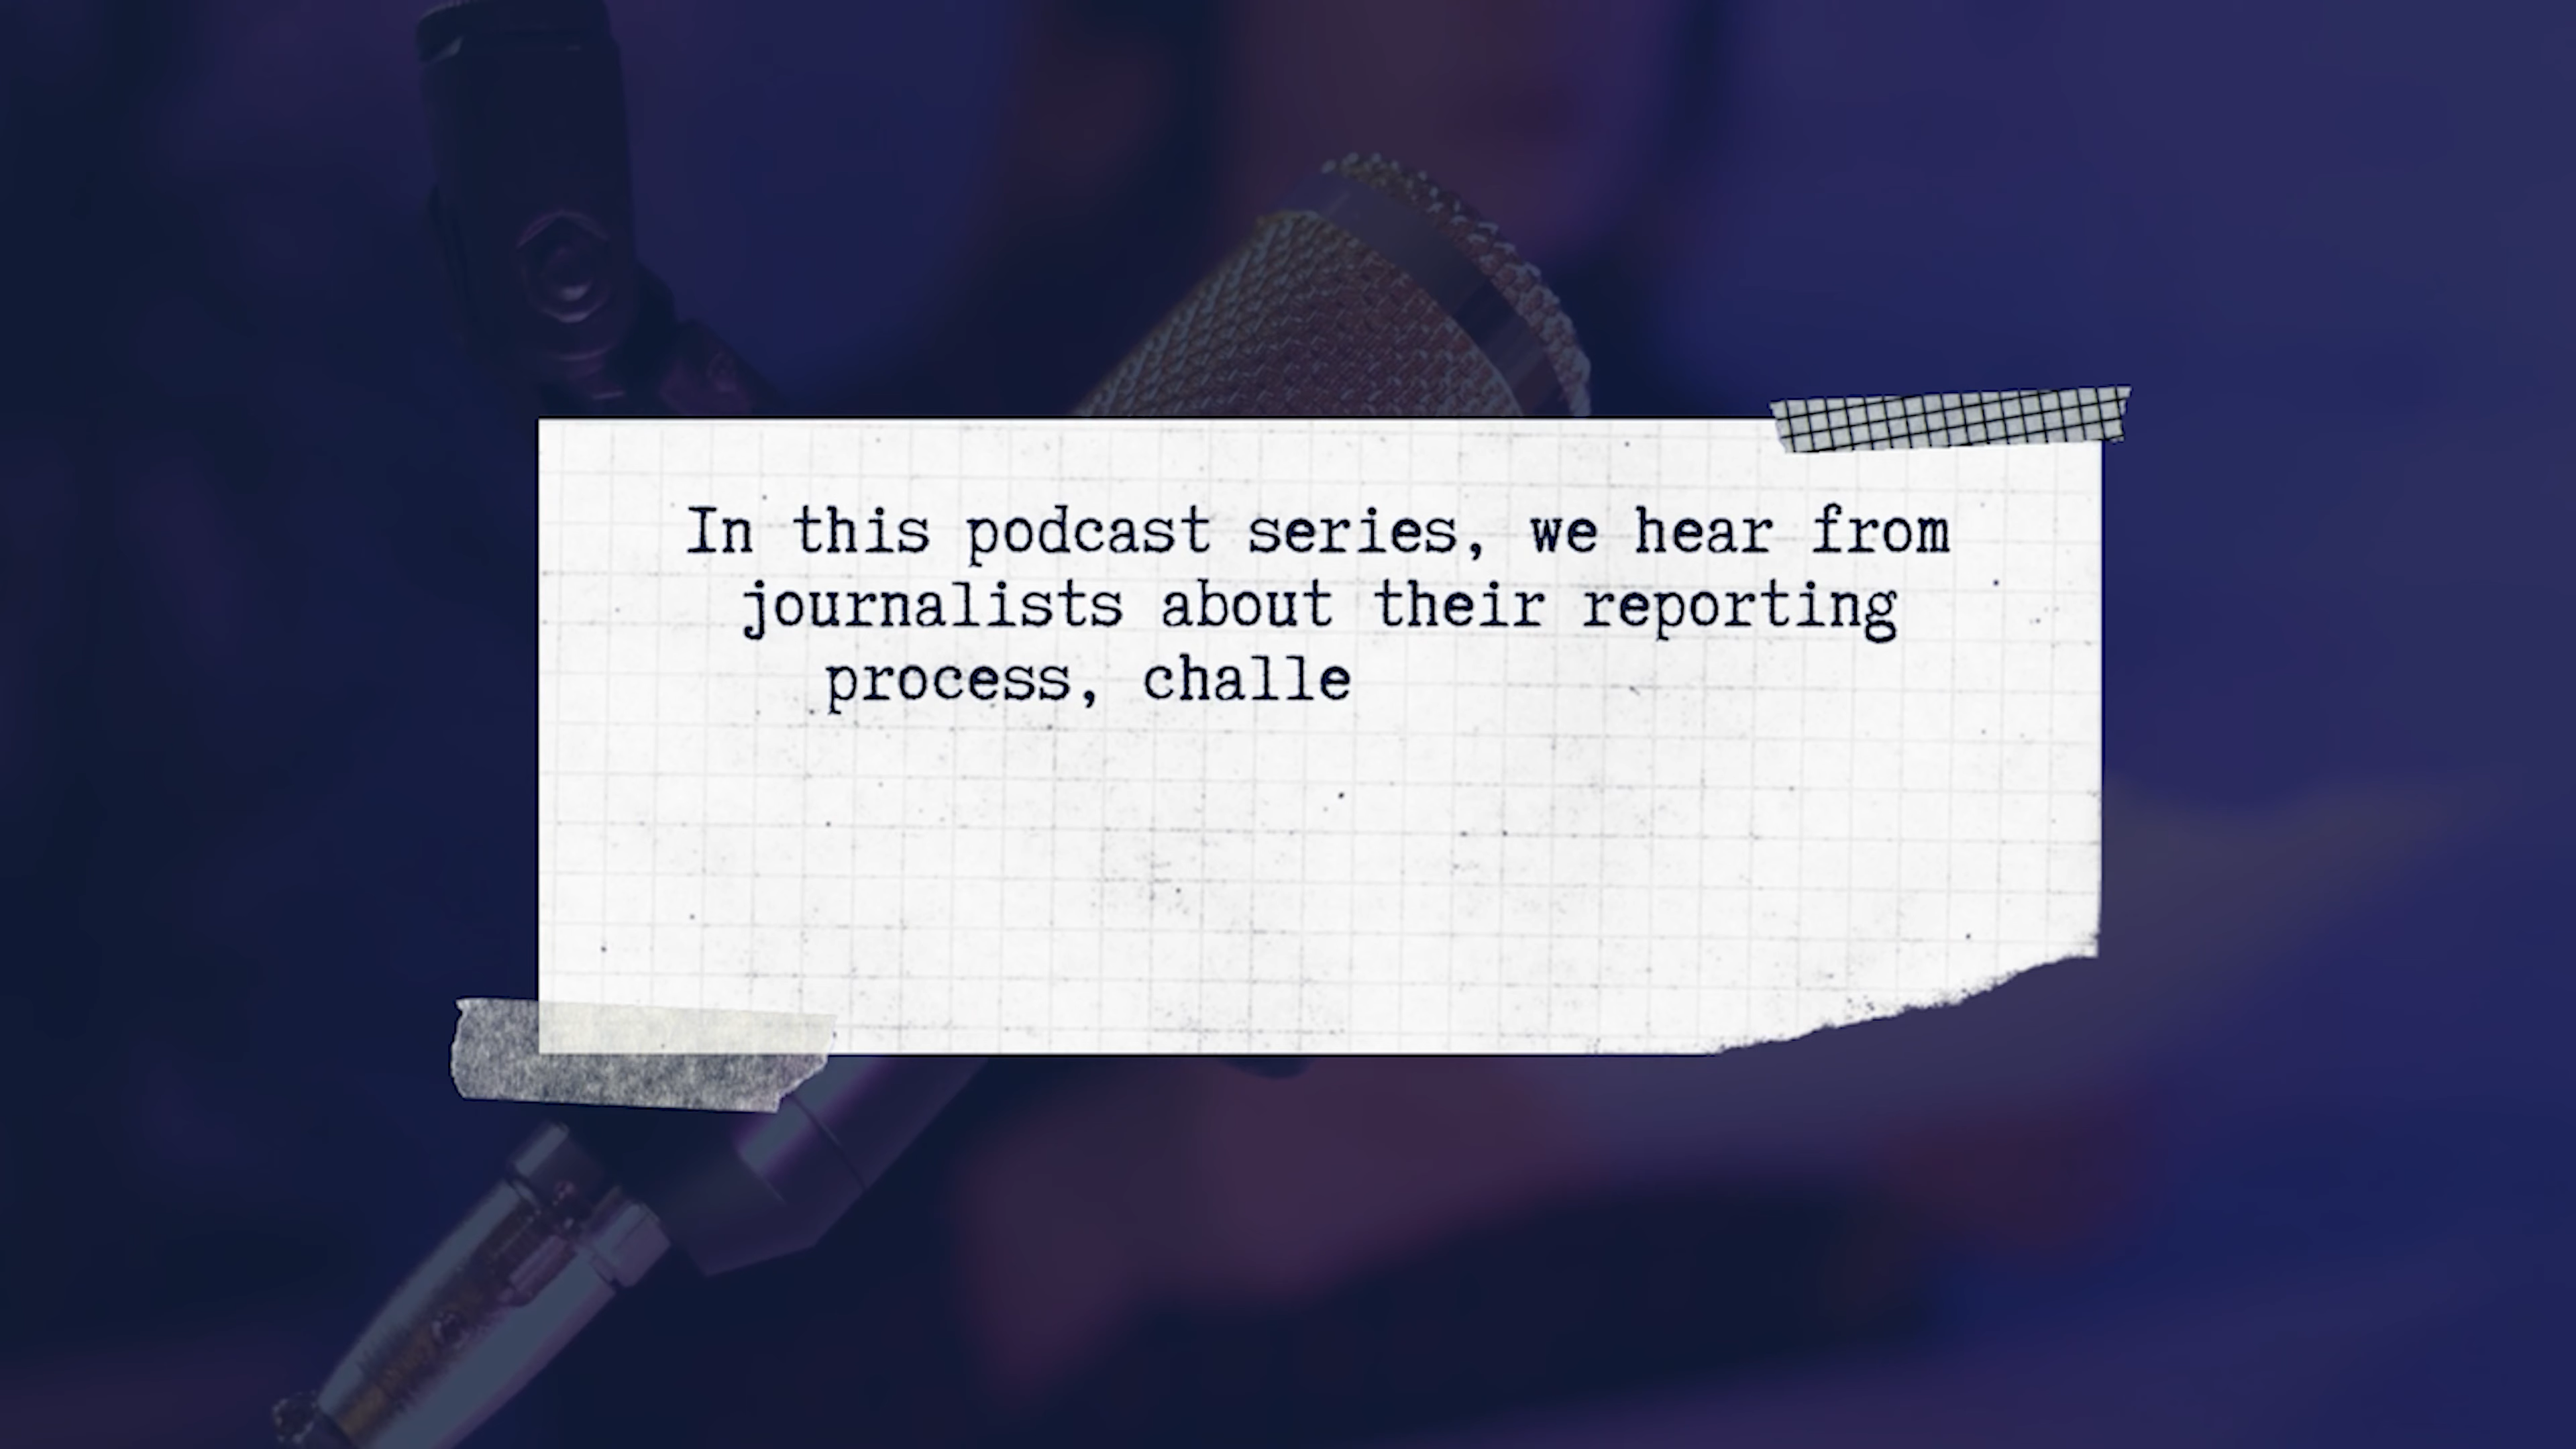 In this podcast series, we hear from
journalists about their reporting
process, challe